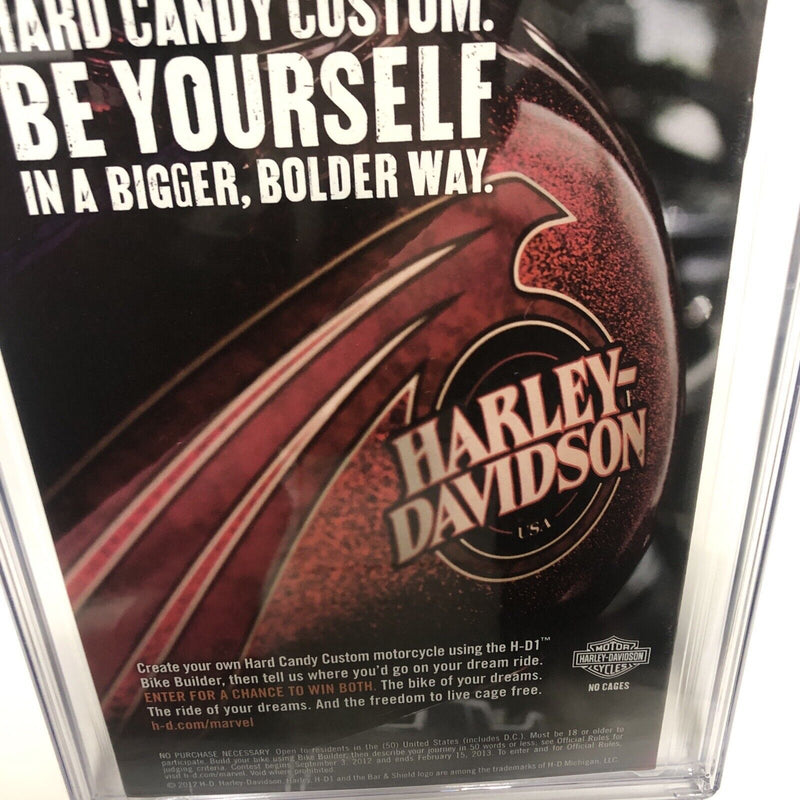 HARD CANDY CUSTOM.
BE YOURSELF
IN A BIGGER, BOLDER WAY.
HARLEY-
DAVIDSON
USA
Create your own Hard Candy Custom motorcycle using the H-D1™
Bike Builder, then tell us where you'd go on your dream ride.
ENTER FOR A CHANCE TO WIN BOTH. The bike of your dreams.
The ride of your dreams. And the freedom to live cage free.
h-d.com/marvel
MOTOR
HARLEY-DAVIDSON
CYCLES
NO CAGES
NO PURCHASE NECESSARY. Open to residents in the (50) United States (includes D.C.). Must be 18 or older to
participate. Build your bike using Bike Builder, then describe your journey in 50 words or less; see Official Rules for
judging criteria. Contest begins September 3, 2012 and ends February 15, 2013. To enter and for Official Rules,
visit h-d.com/marvel. Void where prohibited.
©2012 H-D. Harley-Davidson, Harley, H-D1 and the Bar & Shield logo are among the trademarks of H-D Michigan, LLC.